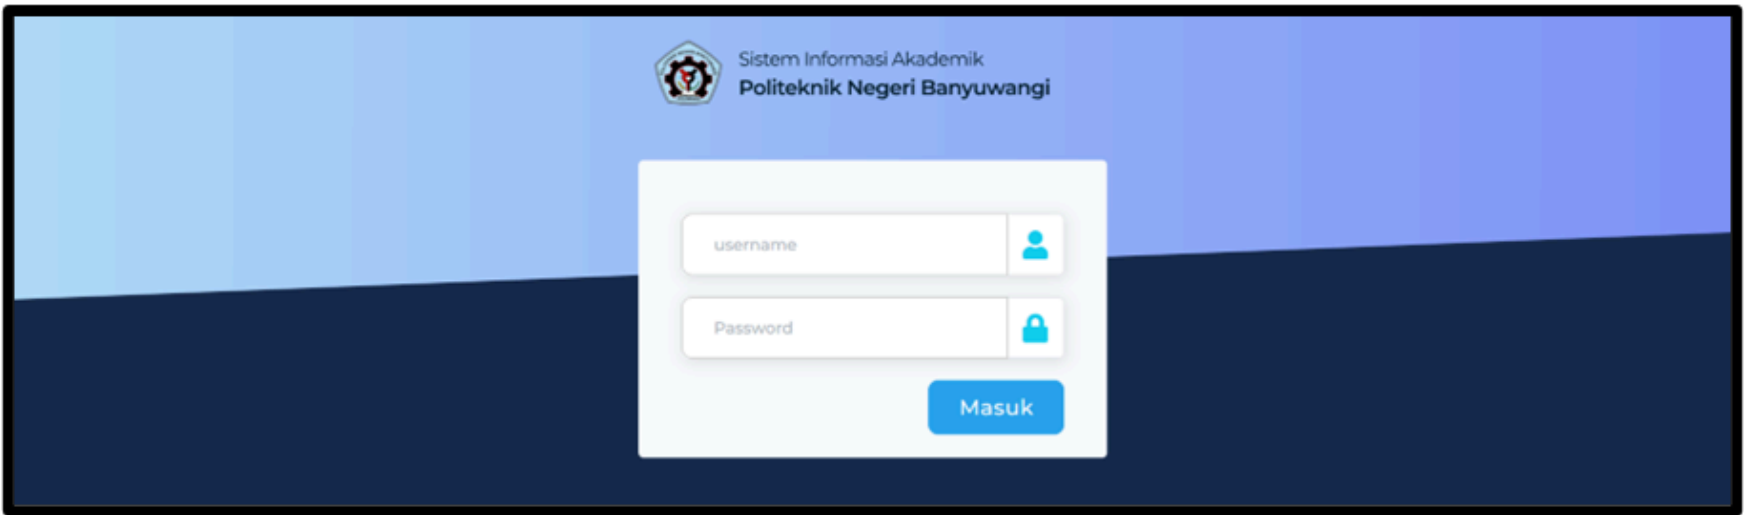 Sistem Informasi Akademik
Politeknik Negeri Banyuwangi
username
Password
Masuk